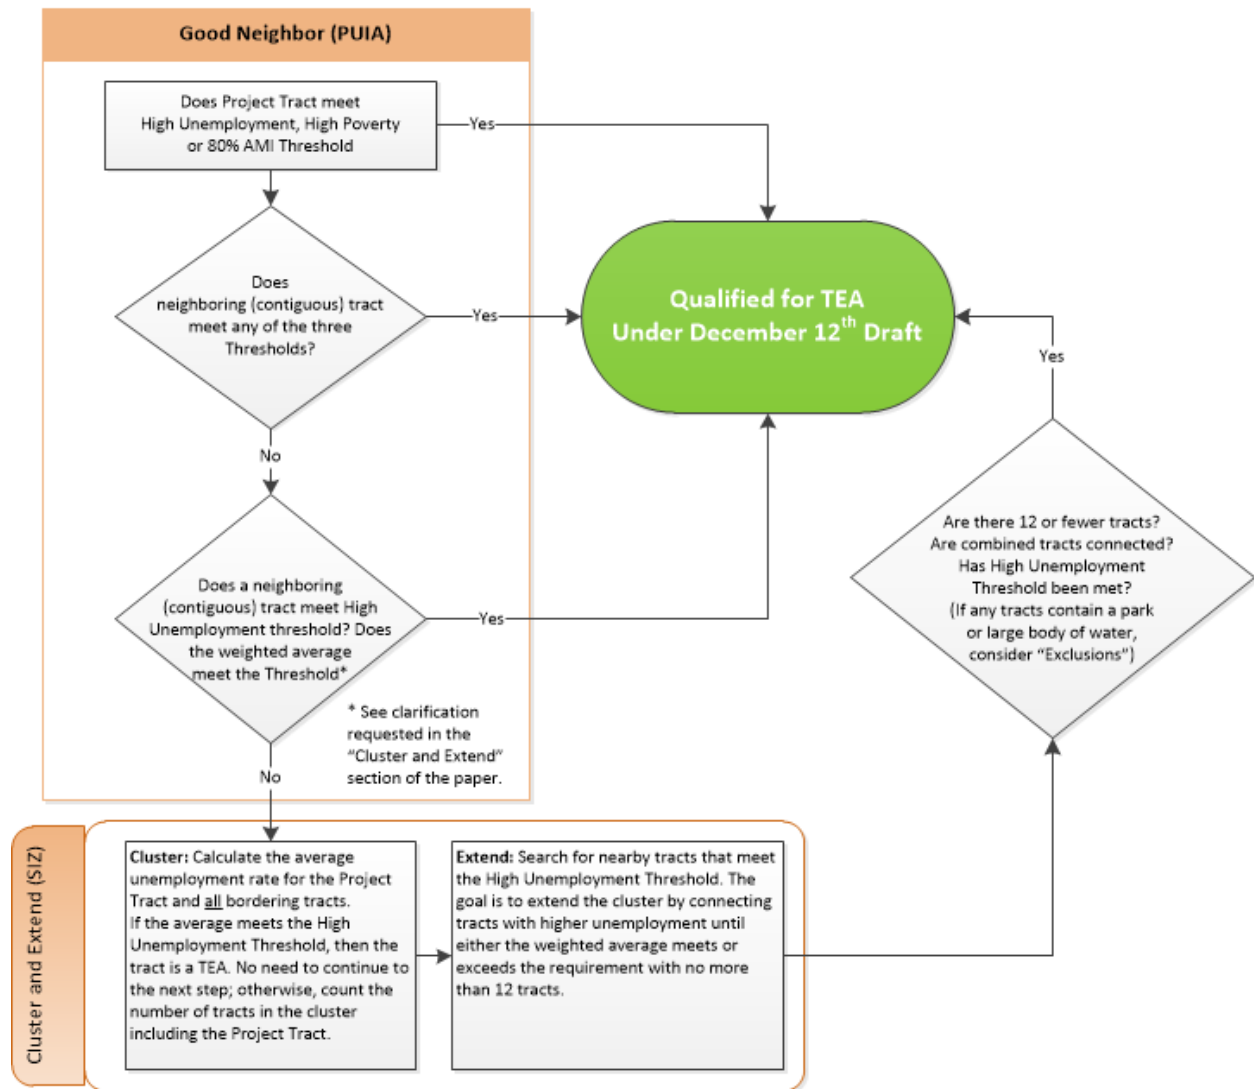 Good Neighbor (PUIA)
Does Project Tract meet
High Unemployment, High Poverty
or 80% AMI Threshold
Yes
Does
neighboring (contiguous) tract
meet any of the three
Thresholds?
Yes
Qualified for TEA
Under December 12th Draft
Yes
No
Does a neighboring
(contiguous) tract meet High
Unemployment threshold? Does
the weighted average
meet the Threshold*
Yes
Are there 12 or fewer tracts?
Are combined tracts connected?
Has High Unemployment
Threshold been met?
(If any tracts contain a park
or large body of water,
consider “Exclusions”)
* See clarification
requested in the
“Cluster and Extend”
section of the paper.
No
Cluster and Extend (SIZ)
Cluster: Calculate the average
unemployment rate for the Project
Tract and all bordering tracts.
If the average meets the High
Unemployment Threshold, then the
tract is a TEA. No need to continue to
the next step; otherwise, count the
number of tracts in the cluster
including the Project Tract.
Extend: Search for nearby tracts that meet
the High Unemployment Threshold. The
goal is to extend the cluster by connecting
tracts with higher unemployment until
either the weighted average meets or
exceeds the requirement with no more
than 12 tracts.